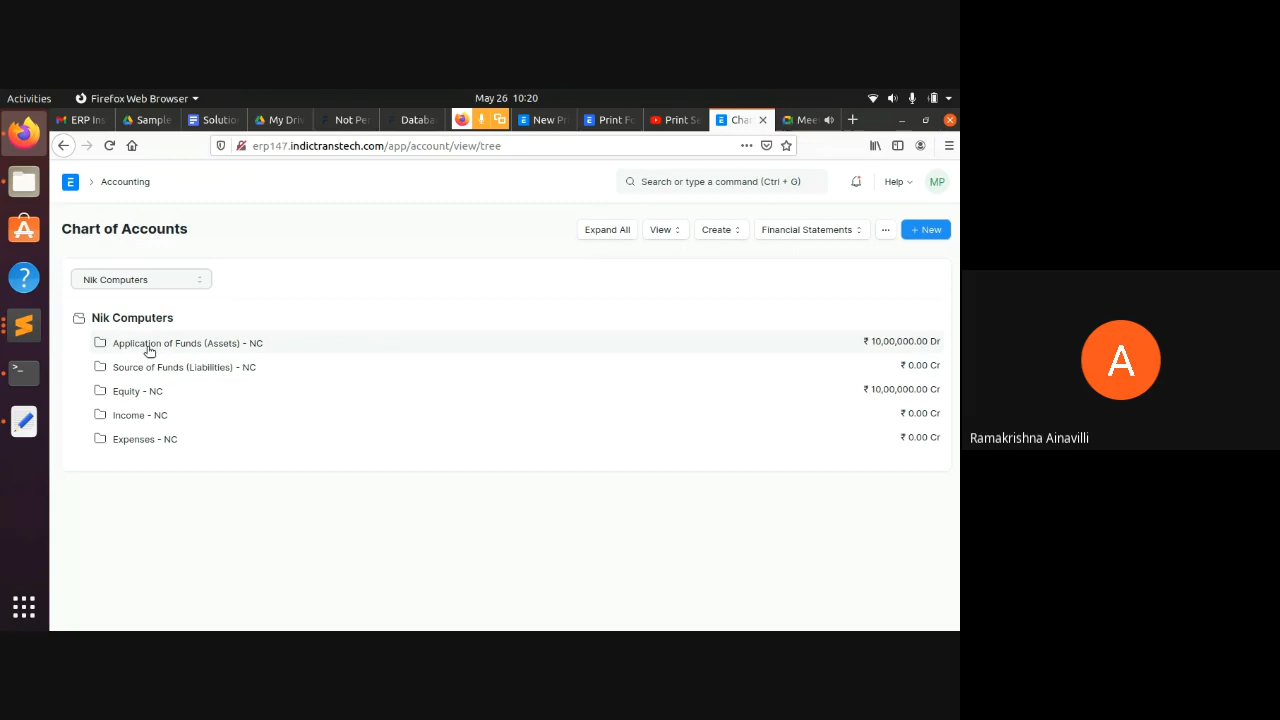 Activities
Firefox Web Browser
May 26 10:20
ERP Ins
Sample
Solutio
My Driv
Not Per
Databa
New Pr
Print Fo
Print Se
Char
Meet
erp147.indictranstech.com/app/account/view/tree
E
Accounting
Search or type a command (Ctrl + G)
Help
MP
Chart of Accounts
Expand All
View
Create
Financial Statements
+ New
Nik Computers
Nik Computers
Application of Funds (Assets) - NC
₹ 10,00,000.00 Dr
Source of Funds (Liabilities) - NC
₹ 0.00 Cr
Equity - NC
₹ 10,00,000.00 Cr
Income - NC
₹ 0.00 Cr
Expenses - NC
₹ 0.00 Cr
A
Ramakrishna Ainavilli